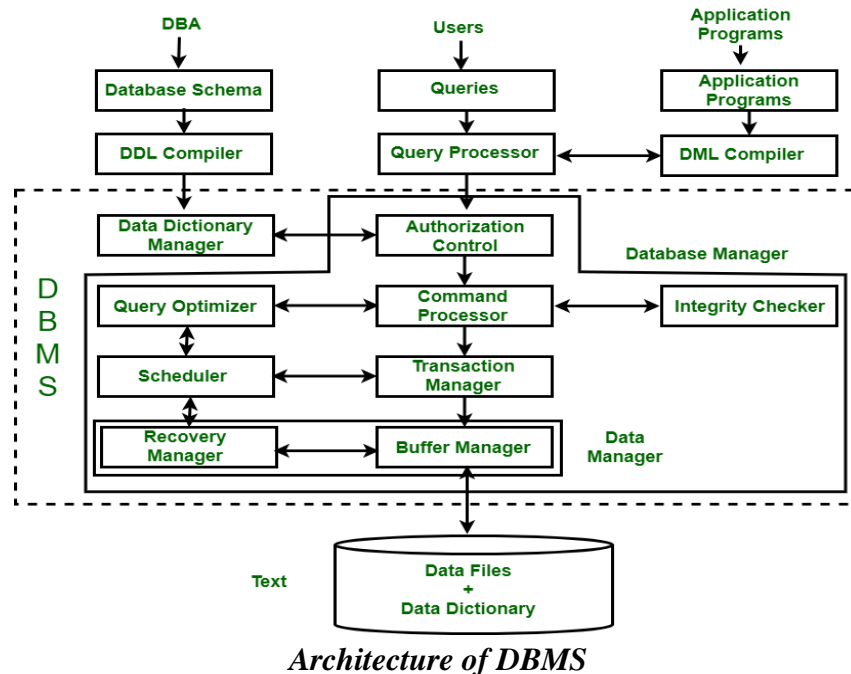 DBA
Users
Application
Programs
Database Schema
Queries
Application
Programs
DDL Compiler
Query Processor
DML Compiler
Data Dictionary
Manager
Authorization
Control
Database Manager
D
B
M
S
Query Optimizer
Command
Processor
Integrity Checker
Scheduler
Transaction
Manager
Recovery
Manager
Buffer Manager
Data
Manager
Text
Data Files
+
Data Dictionary
Architecture of DBMS